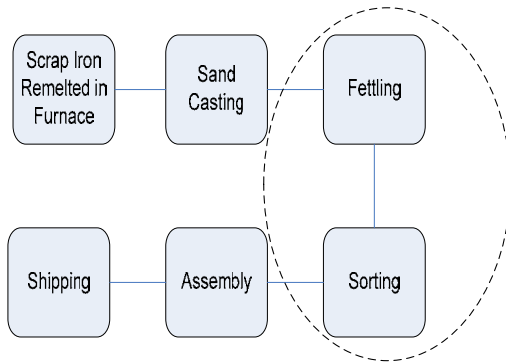 Scrap Iron
Remelted in
Furnace
Sand
Casting
Fettling
Shipping
Assembly
Sorting